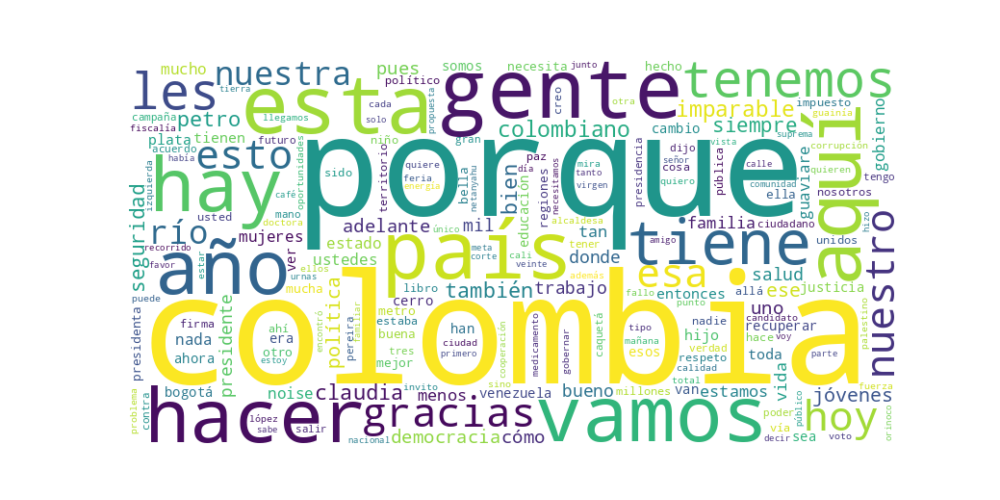 mucho nuestra pues somos necesita junto hecho tenemos
les tierra político gente creo otra impuesto
campaña petro llegamos esta cada propuesta imparable guainía
fiscalía plata tienen solo gran colombiano cambio siempre suprema gobierno
acuerdo futuro niño porque dijo vista corrupción
izquierda había esto quiere paz mira presidencia señor calle quieren tengo
hay café oportunidades sido feria día tanto cosa pública comunidad nosotros
energía territorio bella netanyahu bien educación regiones virgen necesitamos quiero ella guaviare aquí
seguridad río usted mano doctora adelante mil alcaldesa familia ciudadano
mujeres estado único tan tener amigo tiene unidos hizo
recorrido ver ustedes país meta corte cali donde esa nuestro
favor año estar ellos urnas veinte además salud
puede mucha libro también trabajo fallo entonces allá ese justicia
presidenta presidente política encontró metro cerro colombia punto nadie candidato uno palestino
firma ahí era estaba han tipo mañana hijo hace recuperar
nada otro pereira buena ciudad cooperación medicamento gobernar caquetá esos verdad voy
ahora estoy familiar tres primero respeto toda parte
mejor calidad vida
bogotá noise claudia invito menos sino venezuela bueno millones total van estamos jóvenes fuerza
problema contra hacer lópez salir gracias vamos poder público hoy
sabe nacional democracia cómo vía decir sea voto orinoco